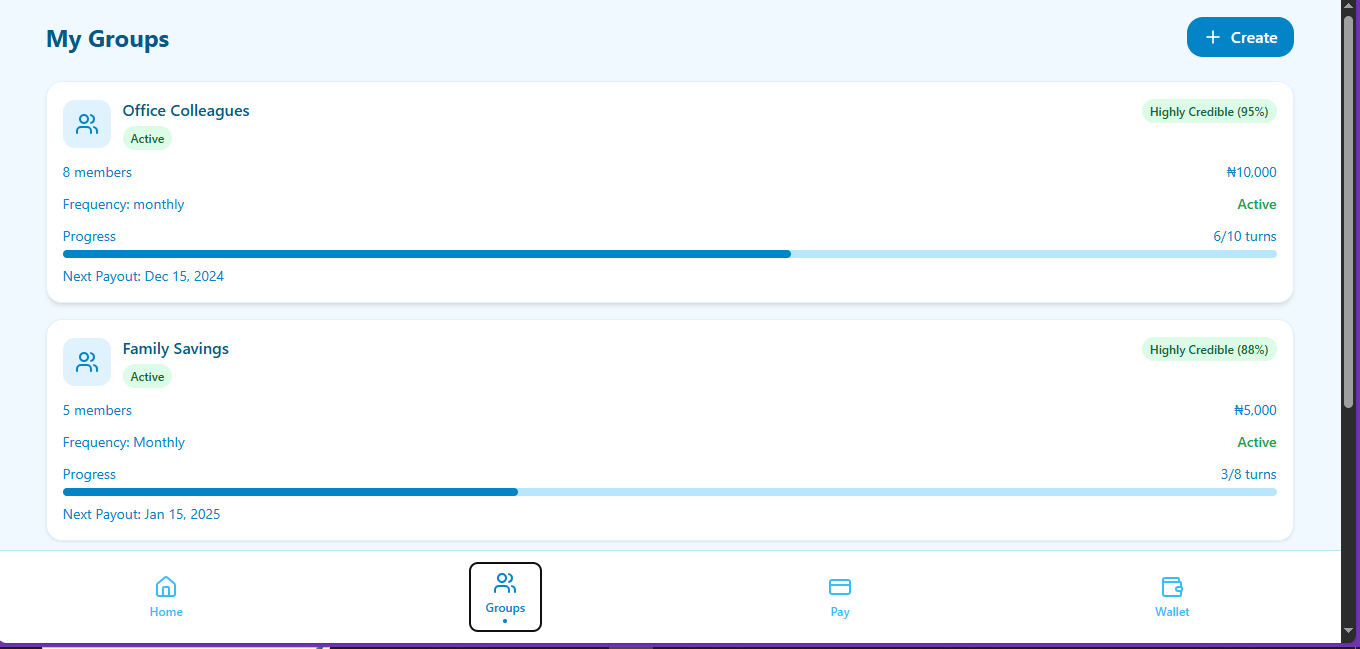 My Groups
+ Create
Office Colleagues
Highly Credible (95%)
Active
8 members
₦10,000
Frequency: monthly
Active
Progress
6/10 turns
Next Payout: Dec 15, 2024
Family Savings
Highly Credible (88%)
Active
5 members
₦5,000
Frequency: Monthly
Active
Progress
3/8 turns
Next Payout: Jan 15, 2025
Home
Groups
Pay
Wallet